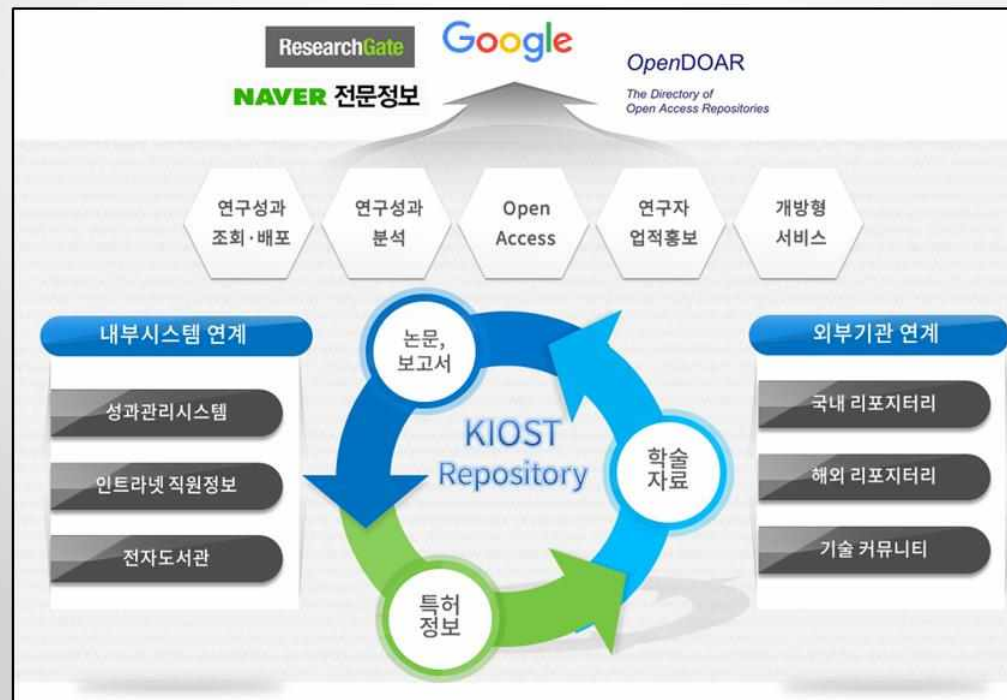 ResearchGate
Google
NAVER 전문정보
OpenDOAR
The Directory of
Open Access Repositories
연구성과
조회·배포
연구성과
분석
Open
Access
연구자
업적홍보
개방형
서비스
내부시스템 연계
성과관리시스템
인트라넷 직원정보
전자도서관
논문,
보고서
KIOST
Repository
학술
자료
특허
정보
외부기관 연계
국내 리포지터리
해외 리포지터리
기술 커뮤니티